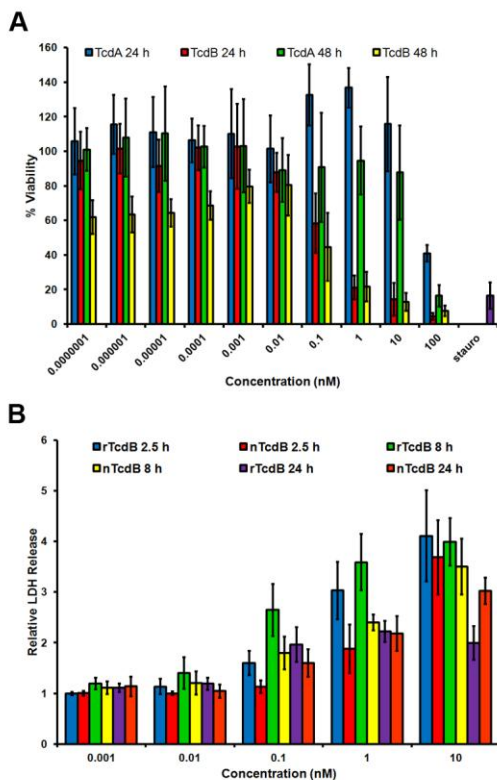 A
TcdA 24 h TcdB 24 h TcdA 48 h TcdB 48 h
160
140
120
100
80
60
40
20
0
% Viability
0.0000001 0.000001 0.00001 0.0001 0.001 0.01 0.1 1 10 100 stauro
Concentration (nM)
B
rTcdB 2.5 h nTcdB 2.5 h rTcdB 8 h
nTcdB 8 h rTcdB 24 h nTcdB 24 h
6
5
4
3
2
1
0
Relative LDH Release
0.001 0.01 0.1 1 10
Concentration (nM)